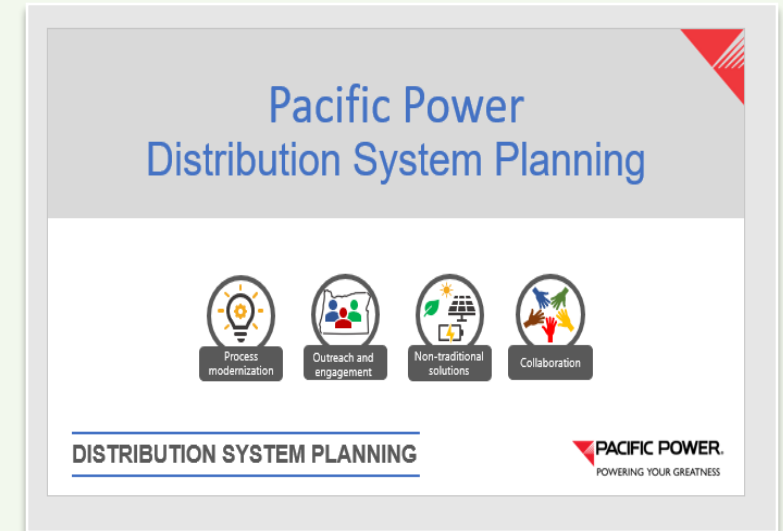 Pacific Power
Distribution System Planning
Process
modernization
Outreach and
engagement
Non-traditional
solutions
Collaboration
DISTRIBUTION SYSTEM PLANNING
PACIFIC POWER.
POWERING YOUR GREATNESS